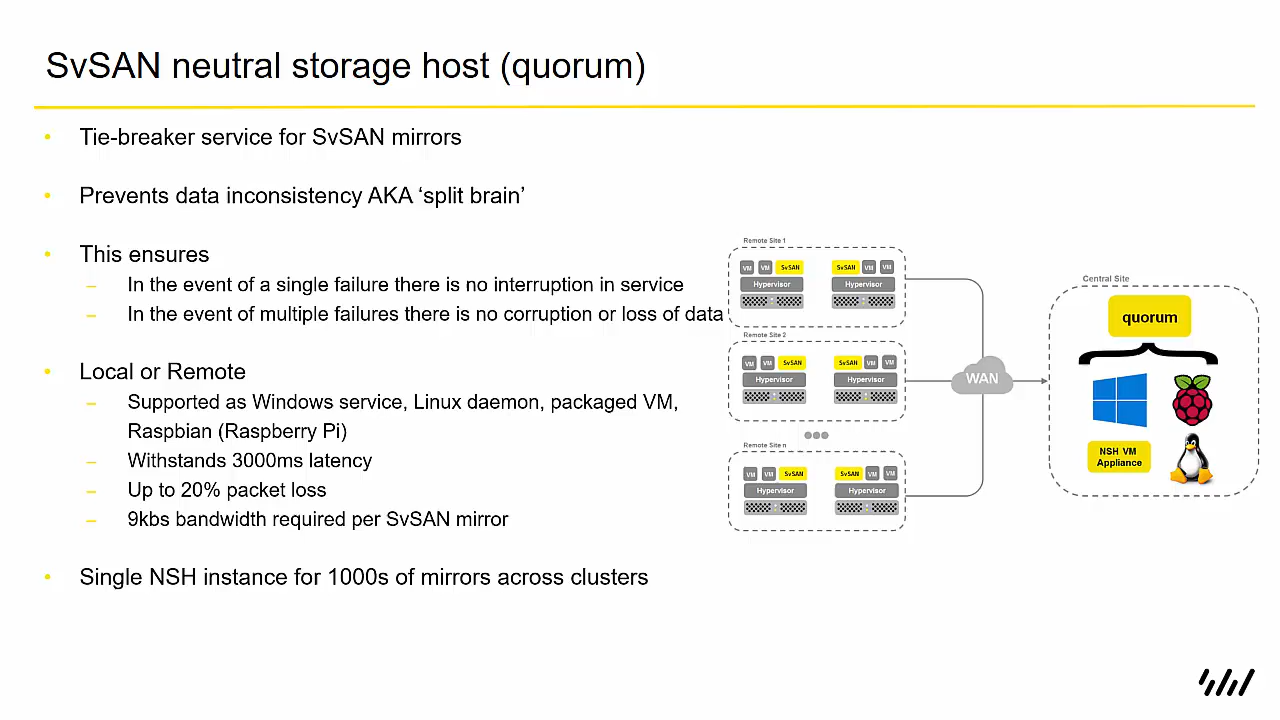 SvSAN neutral storage host (quorum)
• Tie-breaker service for SvSAN mirrors
• Prevents data inconsistency AKA ‘split brain’
• This ensures
– In the event of a single failure there is no interruption in service
– In the event of multiple failures there is no corruption or loss of data
• Local or Remote
– Supported as Windows service, Linux daemon, packaged VM,
Raspbian (Raspberry Pi)
– Withstands 3000ms latency
– Up to 20% packet loss
– 9kbs bandwidth required per SvSAN mirror
• Single NSH instance for 1000s of mirrors across clusters
Remote Site 1
VM VM SvSAN
SvSAN VM VM
Hypervisor
Hypervisor
Remote Site 2
VM VM SvSAN
SvSAN VM VM
Hypervisor
Hypervisor
Remote Site n
VM VM SvSAN
SvSAN VM VM
Hypervisor
Hypervisor
WAN
Central Site
quorum
NSH VM
Appliance